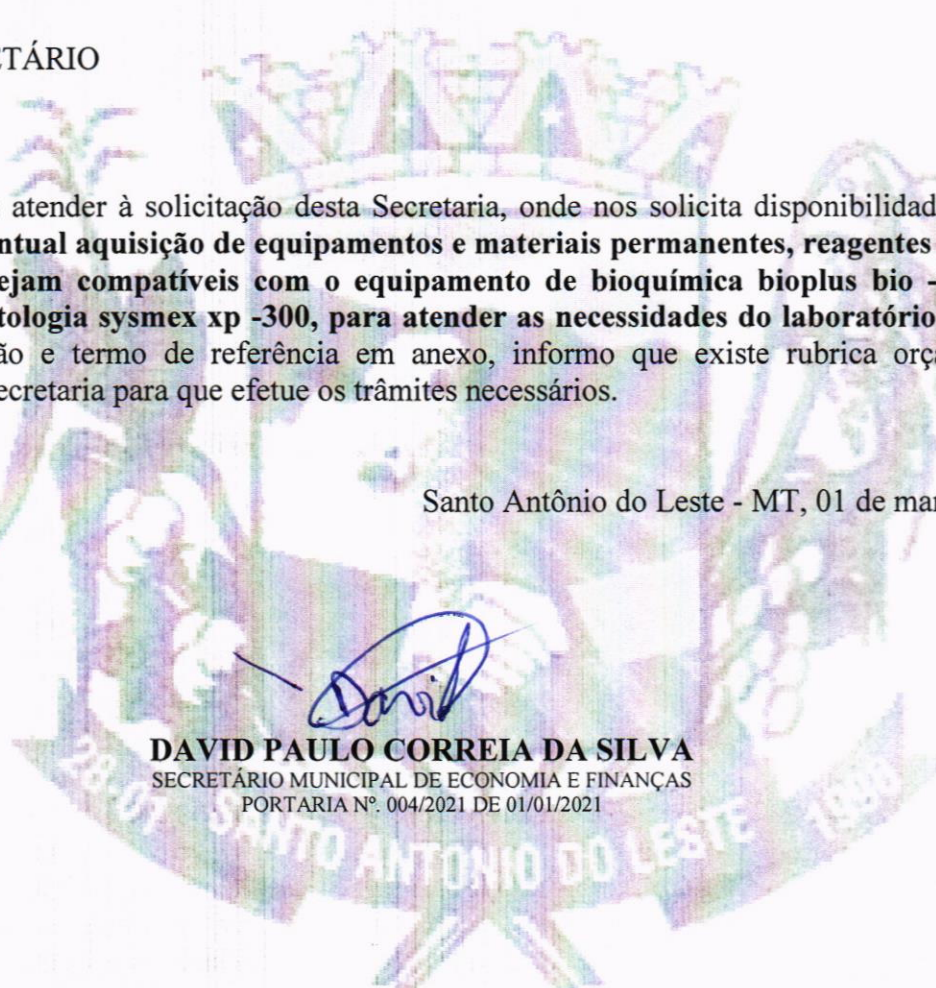 ETÁRIO
atender à solicitação desta Secretaria, onde nos solicita disponibilidad
ntual aquisição de equipamentos e materiais permanentes, reagentes
ejam compatíveis com o equipamento de bioquímica bioplus bio -
tologia sysmex xp -300, para atender as necessidades do laboratório
ão e termo de referência em anexo, informo que existe rubrica orça
ecretaria para que efetue os trâmites necessários.
Santo Antônio do Leste - MT, 01 de mar
David
DAVID PAULO CORREIA DA SILVA
SECRETÁRIO MUNICIPAL DE ECONOMIA E FINANÇAS
PORTARIA Nº. 004/2021 DE 01/01/2021
28-01 SANTO ANTONIO DO LESTE 1998